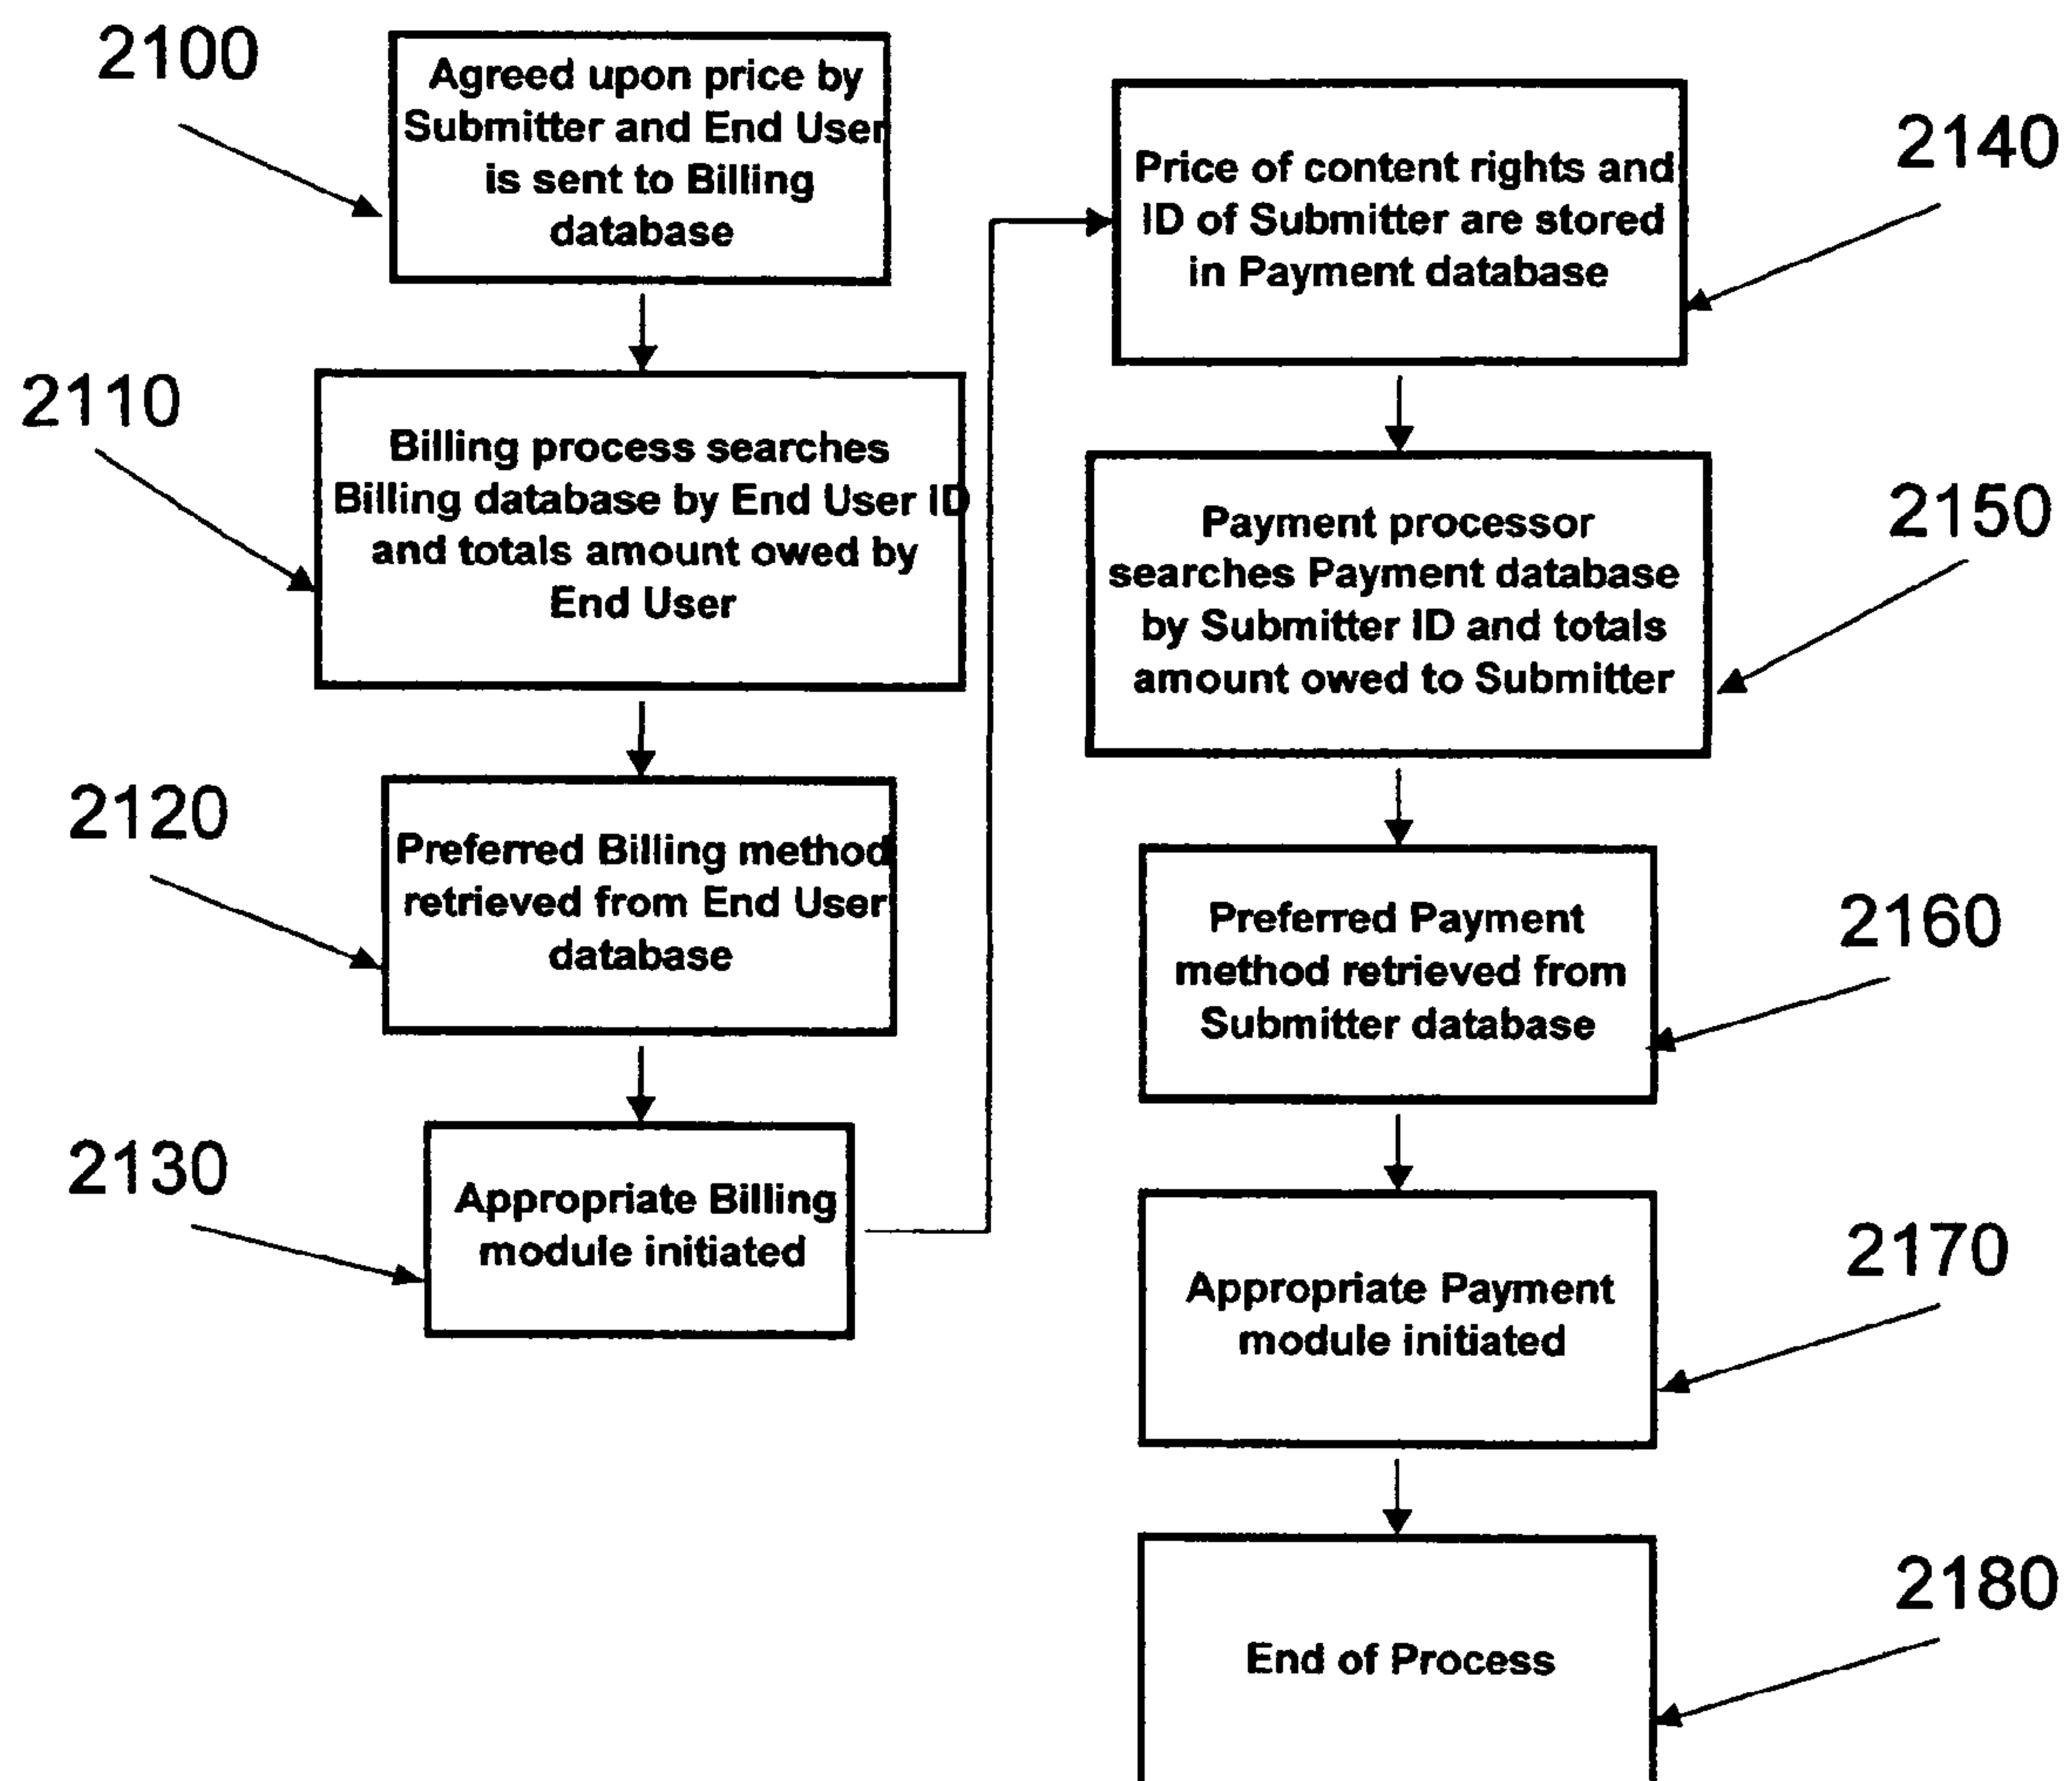 2100
Agreed upon price by
Submitter and End User
is sent to Billing
database
2110
Billing process searches
Billing database by End User ID
and totals amount owed by
End User
2120
Preferred Billing method
retrieved from End User
database
2130
Appropriate Billing
module initiated
2140
Price of content rights and
ID of Submitter are stored
in Payment database
2150
Payment processor
searches Payment database
by Submitter ID and totals
amount owed to Submitter
2160
Preferred Payment
method retrieved from
Submitter database
2170
Appropriate Payment
module initiated
2180
End of Process